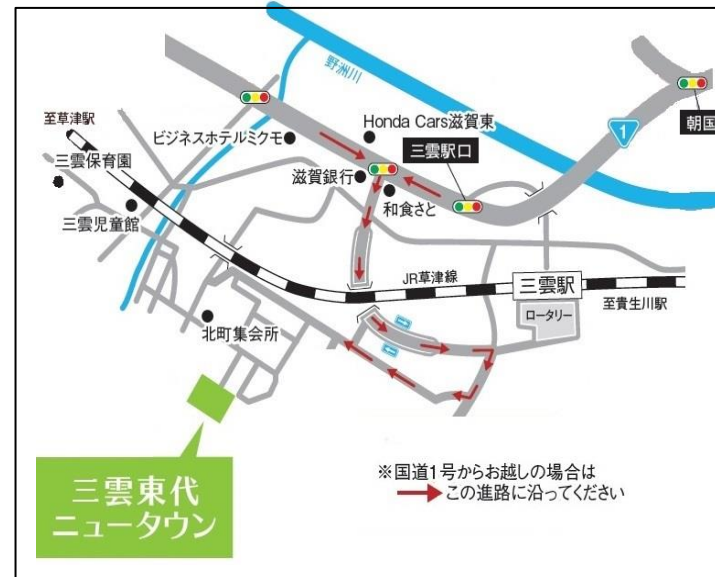 野洲川
至草津駅
Honda Cars滋賀東
ビジネスホテルミクモ
三雲駅口
1
朝国
三雲保育園
滋賀銀行
和食さと
三雲児童館
JR草津線
三雲駅
至貴生川駅
ロータリー
北町集会所
三雲東代
ニュータウン
※国道1号からお越しの場合は
この進路に沿ってください